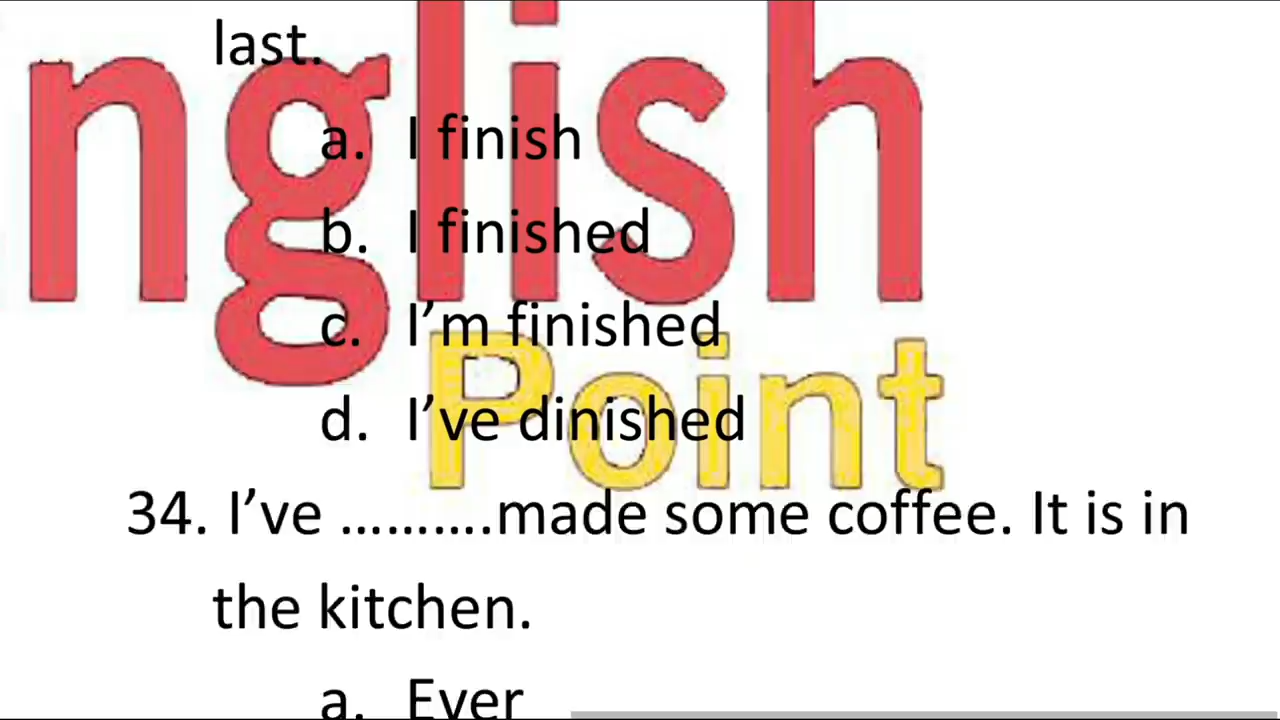 last.
nglish
a. I finish
b. I finished
c. I’m finished
Point
d. I’ve dinished
34. I’ve ……….made some coffee. It is in
the kitchen.
a. Ever